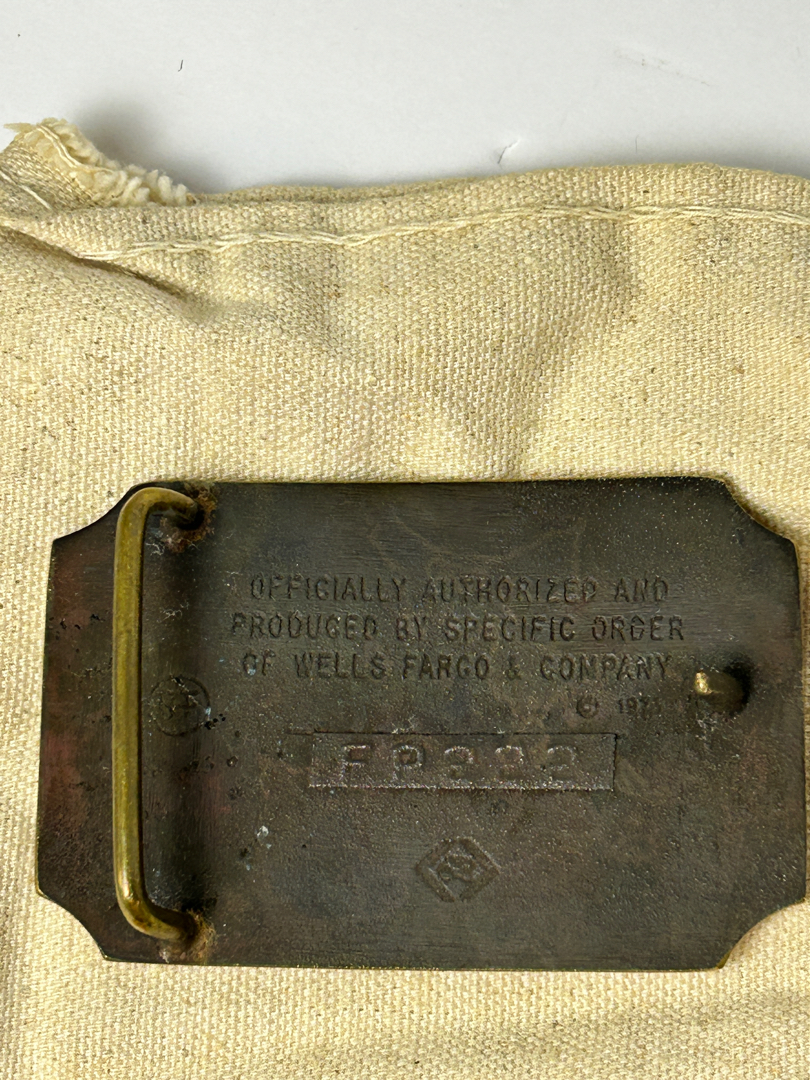 OFFICIALLY AUTHORIZED AND
PRODUCED BY SPECIFIC ORDER
OF WELLS FARGO & COMPANY
©